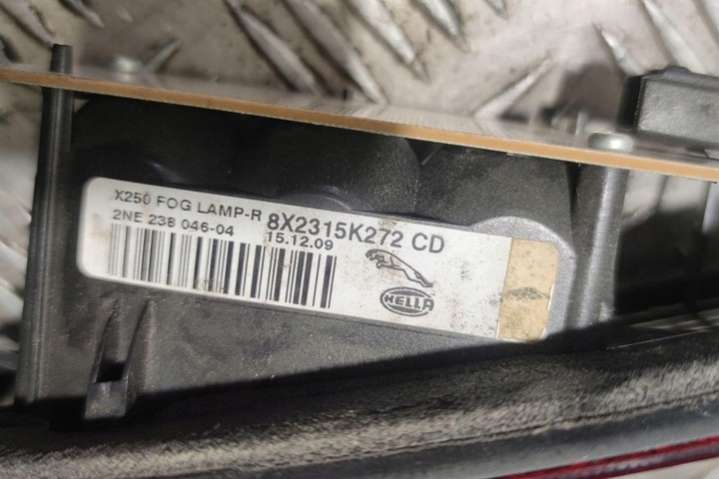 X250 FOG LAMP-R 8X2315K272 CD
2NE 238 046-04 15.12.09
HELLA